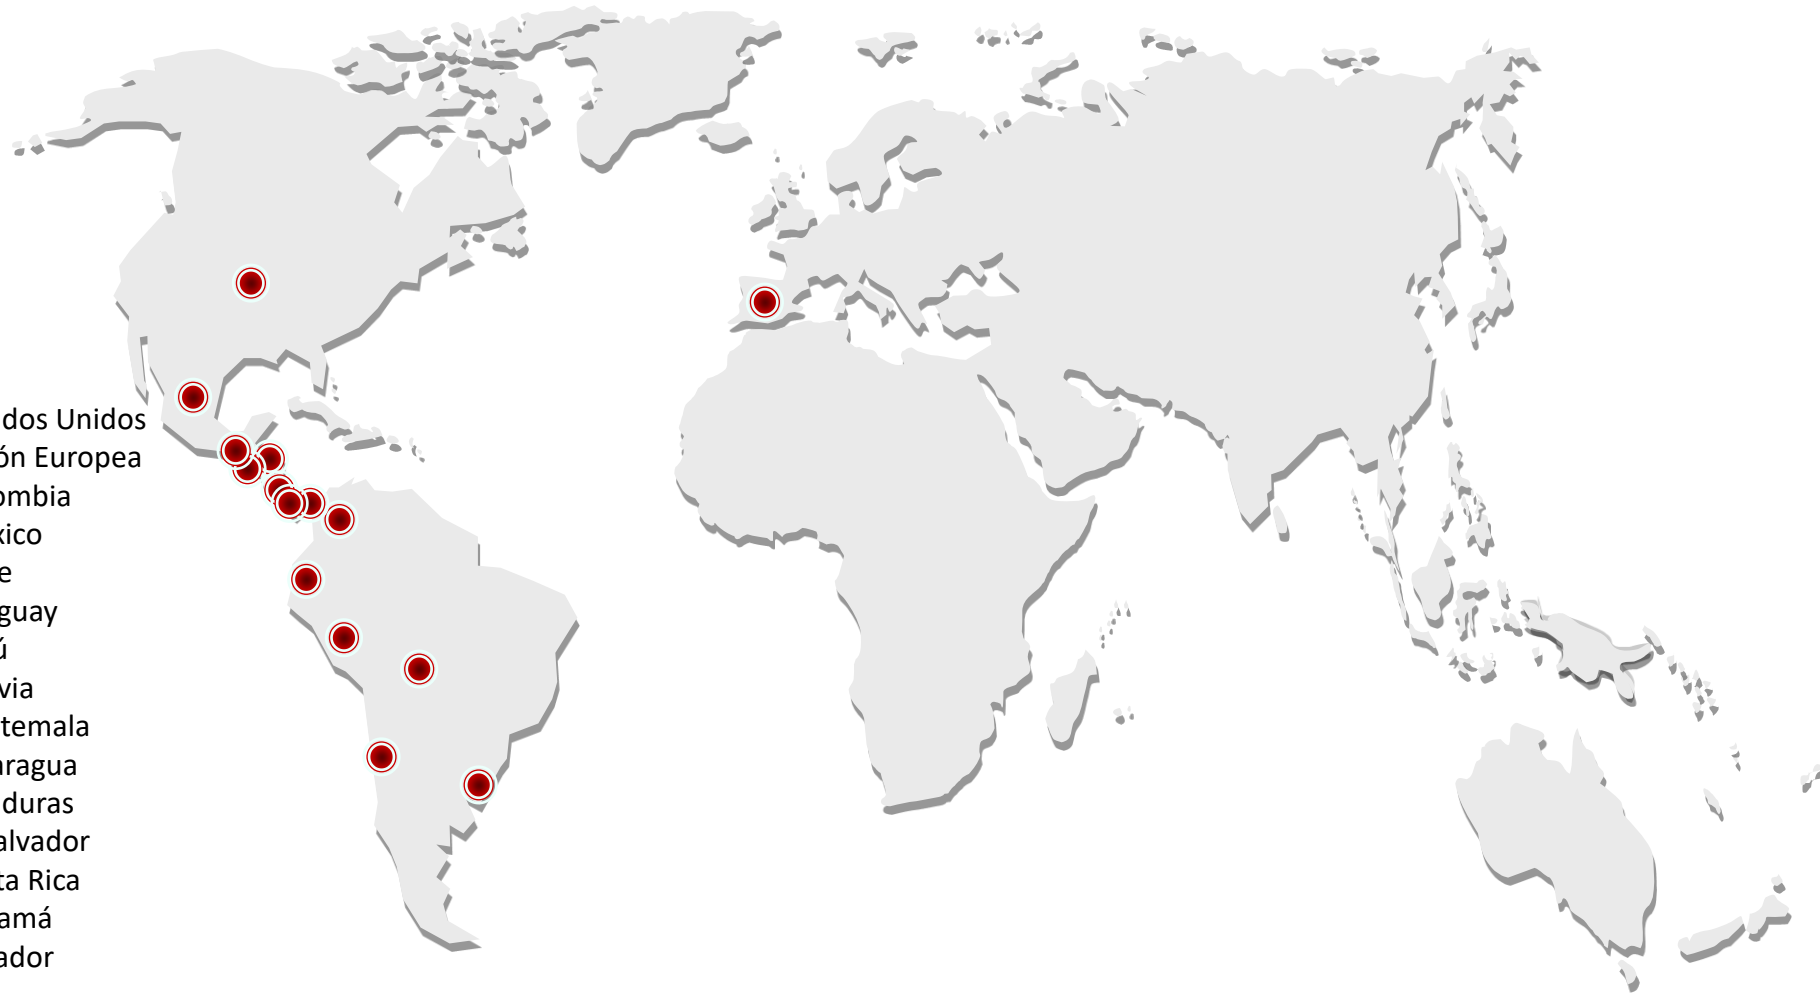 dos Unidos
ón Europea
ombia
xico
e
guay
ú
via
temala
aragua
duras
alvador
ta Rica
amá
ador